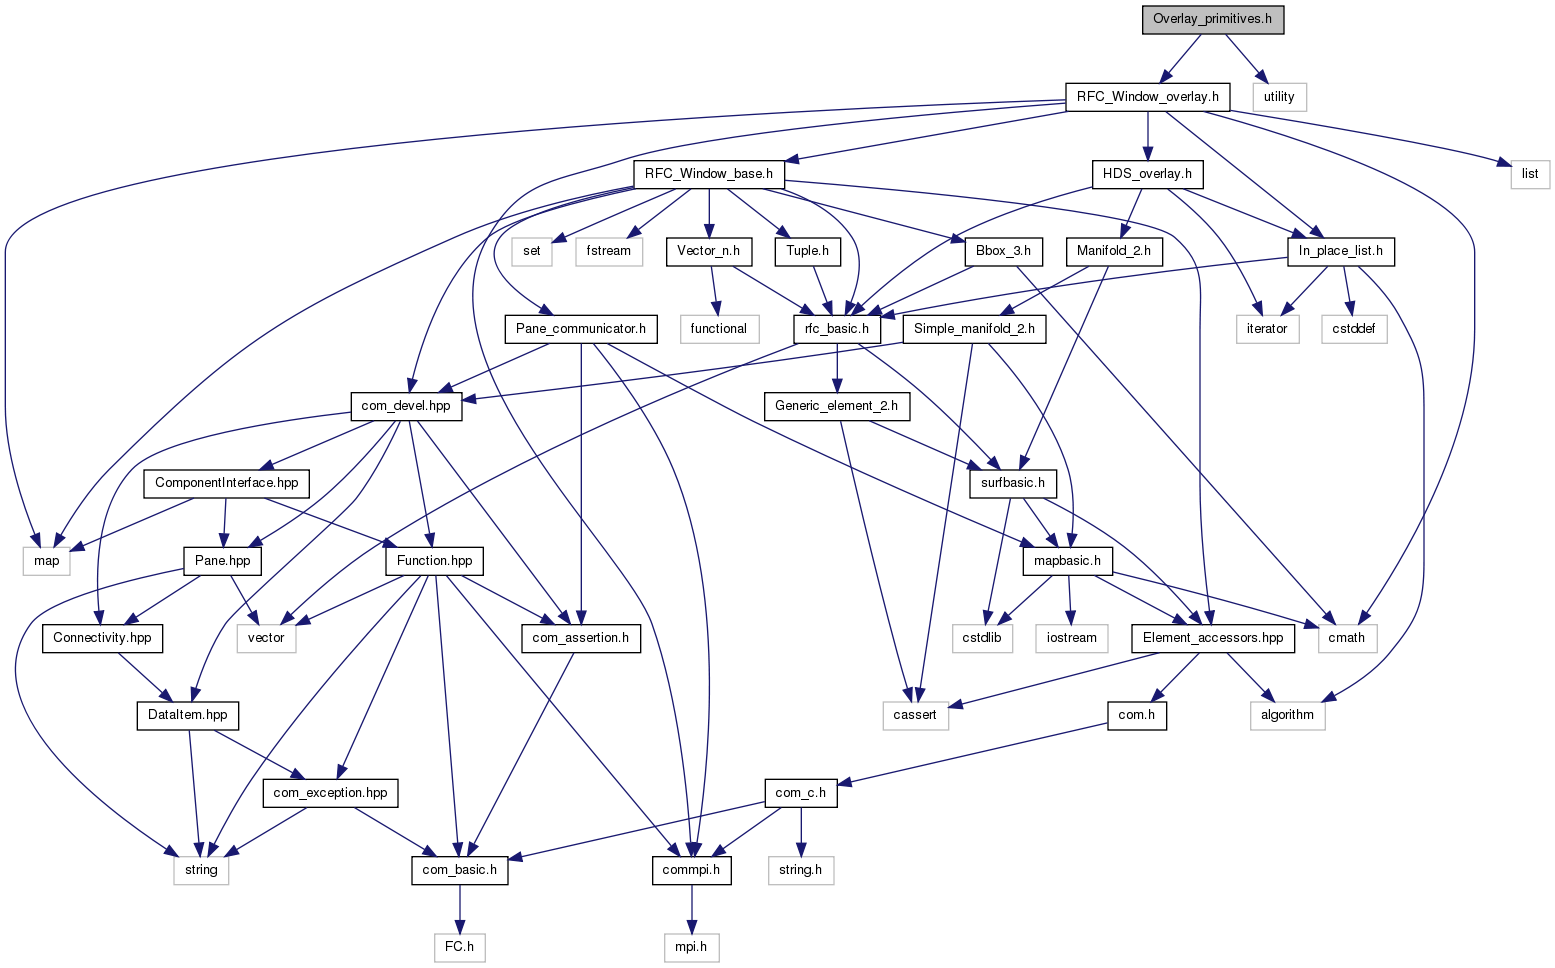 Overlay_primitives.h
RFC_Window_overlay.h
utility
RFC_Window_base.h
HDS_overlay.h
list
set
fstream
Vector_n.h
Tuple.h
Bbox_3.h
Manifold_2.h
In_place_list.h
Pane_communicator.h
functional
rfc_basic.h
Simple_manifold_2.h
iterator
cstddef
com_devel.hpp
Generic_element_2.h
ComponentInterface.hpp
surfbasic.h
map
Pane.hpp
Function.hpp
mapbasic.h
Connectivity.hpp
vector
com_assertion.h
cstdlib
iostream
Element_accessors.hpp
cmath
DataItem.hpp
cassert
com.h
algorithm
com_exception.hpp
com_c.h
string
com_basic.h
commpi.h
string.h
FC.h
mpi.h